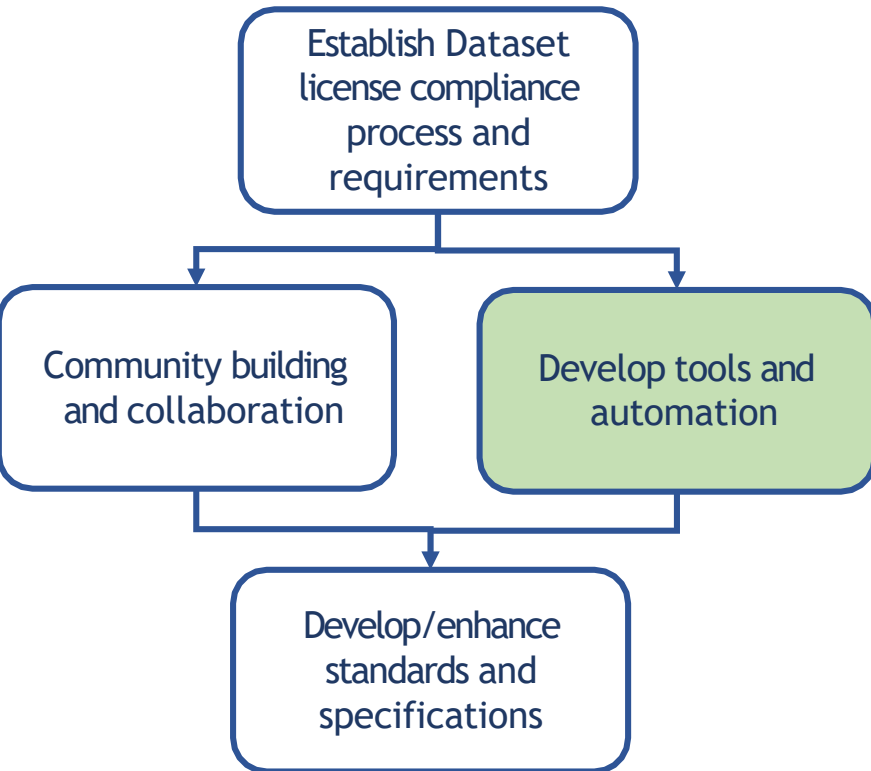 Establish Dataset
license compliance
process and
requirements
Community building
and collaboration
Develop tools and
automation
Develop/enhance
standards and
specifications